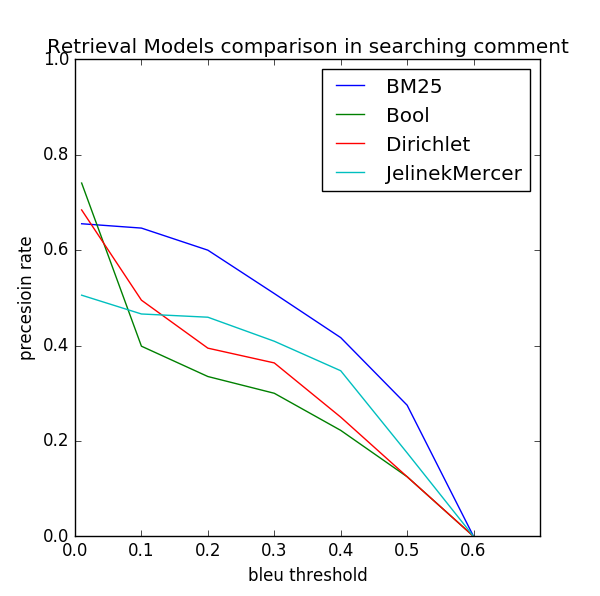 Retrieval Models comparison in searching comment
1.0
0.8
0.6
0.4
0.2
0.0
precesioin rate
BM25
Bool
Dirichlet
JelinekMercer
0.0 0.1 0.2 0.3 0.4 0.5 0.6
bleu threshold